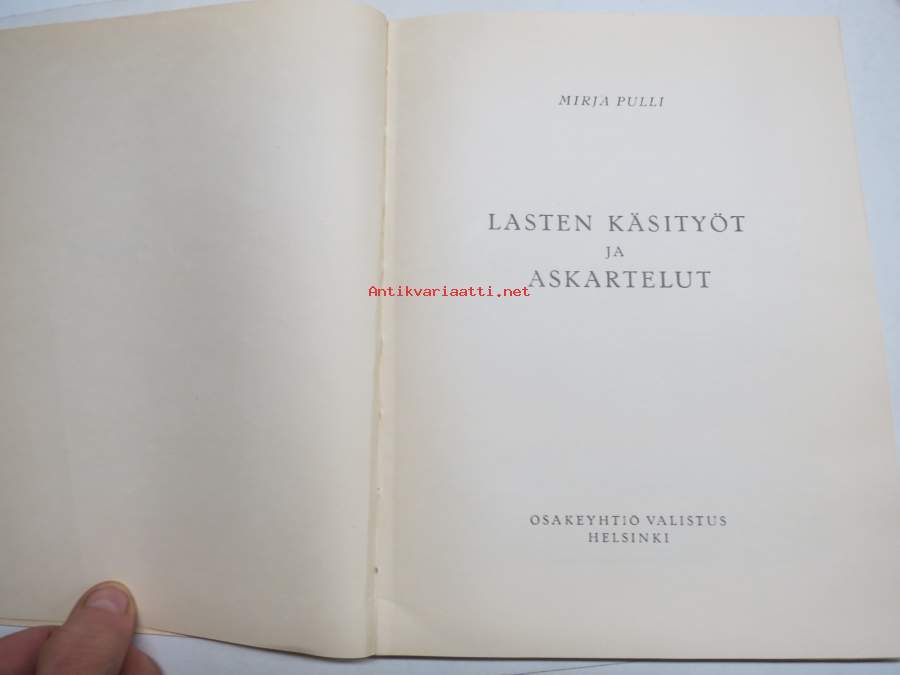 MIRJA PULLI
LASTEN KÄSITYÖT
JA
ASKARTELUT
Antikvariaatti.net
OSAKEYHTIÖ VALISTUS
HELSINKI